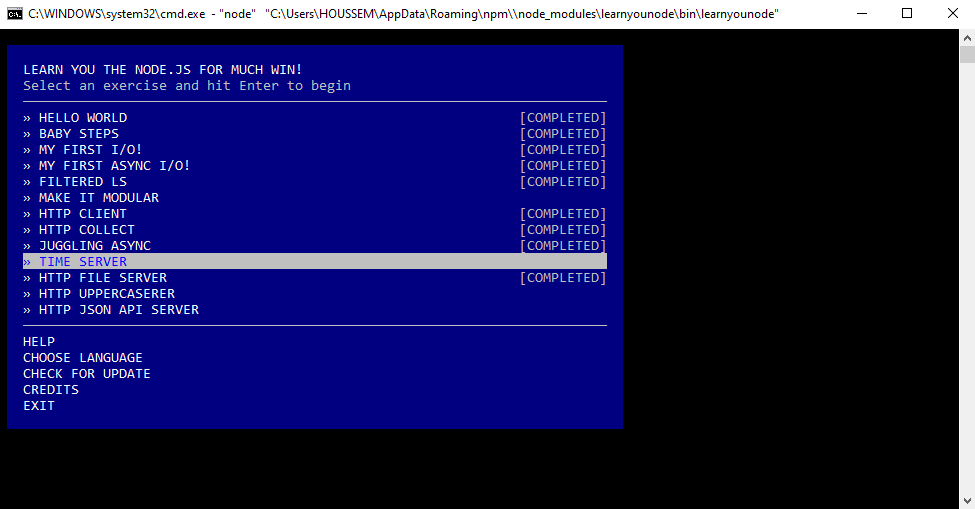 C:\WINDOWS\system32\cmd.exe - "node" "C:\Users\HOUSSEM\AppData\Roaming\npm\\node_modules\learnyounode\bin\learnyounode"
LEARN YOU THE NODE.JS FOR MUCH WIN!
Select an exercise and hit Enter to begin
» HELLO WORLD [COMPLETED]
» BABY STEPS [COMPLETED]
» MY FIRST I/O! [COMPLETED]
» MY FIRST ASYNC I/O! [COMPLETED]
» FILTERED LS [COMPLETED]
» MAKE IT MODULAR
» HTTP CLIENT [COMPLETED]
» HTTP COLLECT [COMPLETED]
» JUGGLING ASYNC [COMPLETED]
» TIME SERVER
» HTTP FILE SERVER [COMPLETED]
» HTTP UPPERCASERER
» HTTP JSON API SERVER
HELP
CHOOSE LANGUAGE
CHECK FOR UPDATE
CREDITS
EXIT